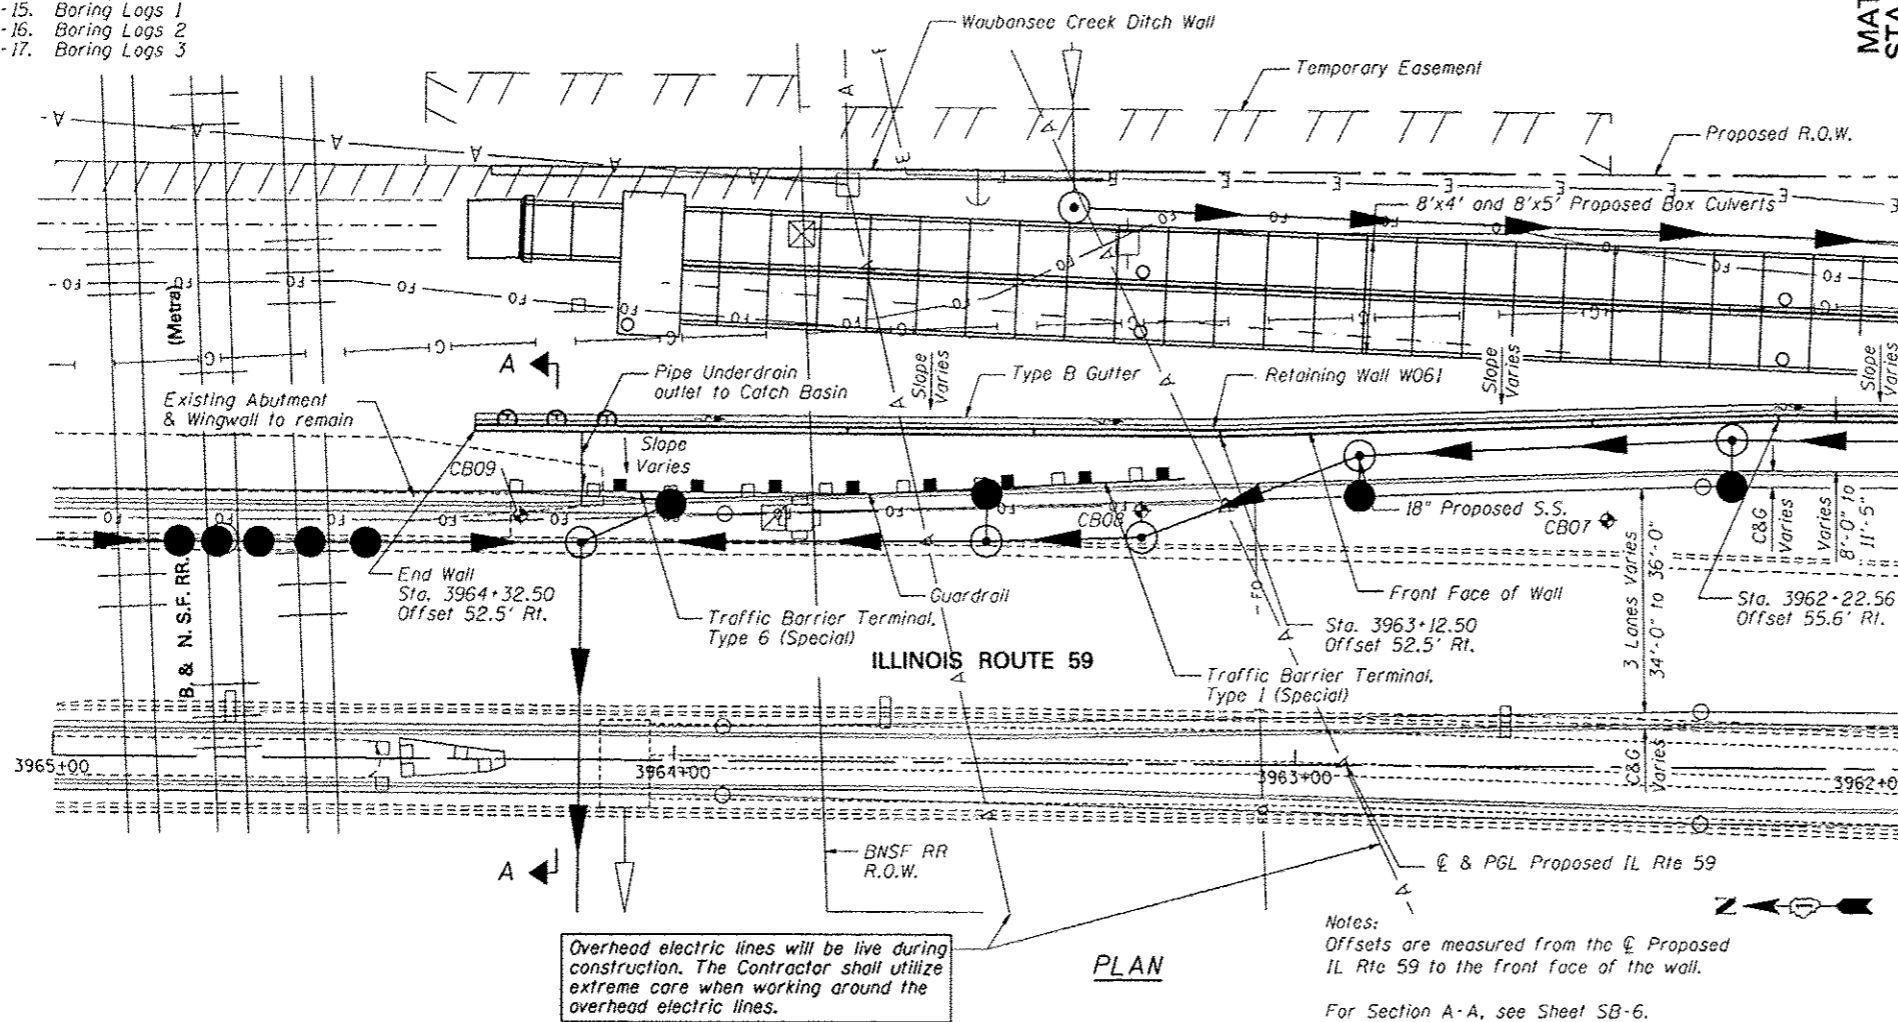 -15. Boring Logs 1
-16. Boring Logs 2
-17. Boring Logs 3
Waubansee Creek Ditch Wall
Temporary Easement
Proposed R.O.W.
8'x4' and 8'x5' Proposed Box Culverts
(Metra)
B. & N. S.F. RR.
A
Pipe Underdrain
outlet to Catch Basin
Slope
Varies
Type B Gutter
Retaining Wall W061
Slope
Varies
Slope
Varies
Existing Abutment
& Wingwall to remain
Slope
Varies
CB09
CB08
18" Proposed S.S.
CB07
C&G
Varies
Varies
8'-0" to
11'-5"
3 Lanes Varies
34'-0" to 36'-0"
End Wall
Sta. 3964+32.50
Offset 52.5' Rt.
Guardrail
Traffic Barrier Terminal,
Type 6 (Special)
Front Face of Wall
Sta. 3963+12.50
Offset 52.5' Rt.
Sta. 3962+22.56
Offset 55.6' Rt.
ILLINOIS ROUTE 59
Traffic Barrier Terminal,
Type 1 (Special)
3965+00
3964+00
3963+00
C&G
Varies
3962+0
A
BNSF RR
R.O.W.
℄ & PGL Proposed IL Rte 59
Overhead electric lines will be live during
construction. The Contractor shall utilize
extreme care when working around the
overhead electric lines.
PLAN
Notes:
Offsets are measured from the ℄ Proposed
IL Rte 59 to the front face of the wall.
For Section A-A, see Sheet SB-6.